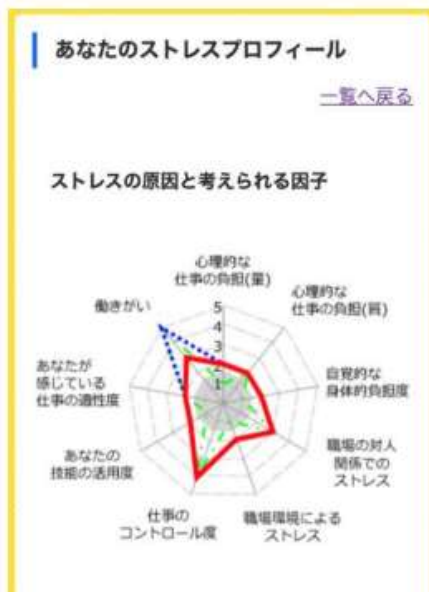 あなたのストレスプロフィール
一覧へ戻る
ストレスの原因と考えられる因子
心理的な
仕事の負担(量)
心理的な
仕事の負担(質)
自覚的な
身体的負担度
職場の対人
関係での
ストレス
職場環境による
ストレス
仕事の
コントロール度
あなたの
技能の活用度
あなたが
感じている
仕事の適性度
働きがい
5
4
3
2
1